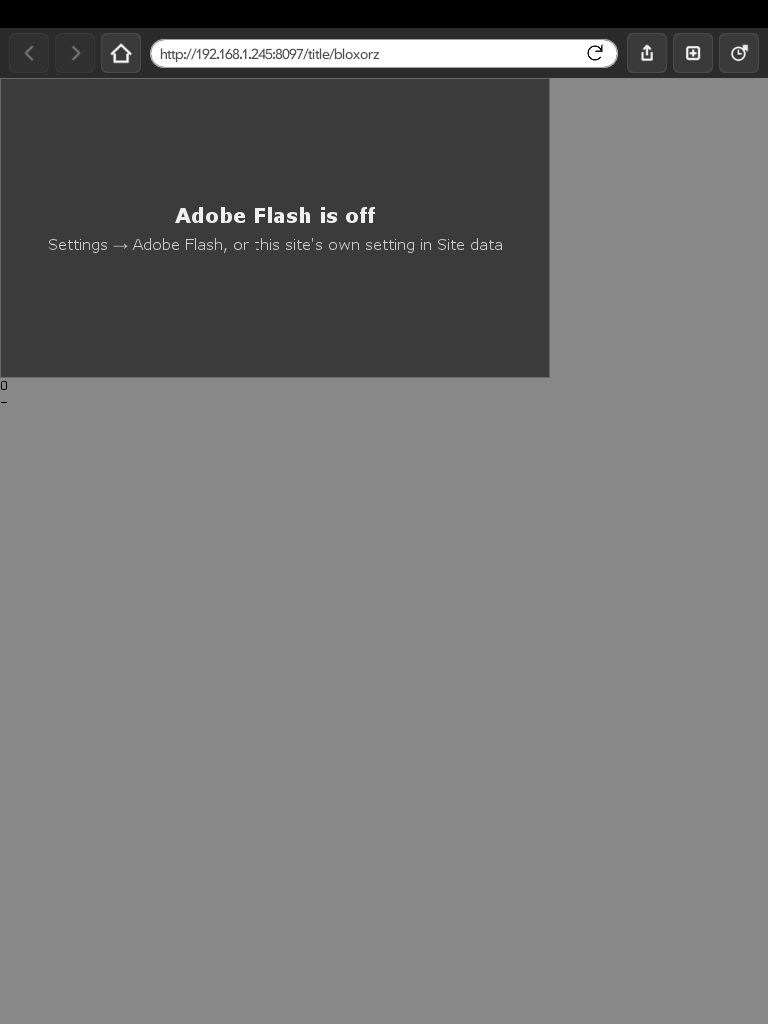 http://192.168.1.245:8097/title/bloxorz
Adobe Flash is off
Settings → Adobe Flash, or this site's own setting in Site data
0
–